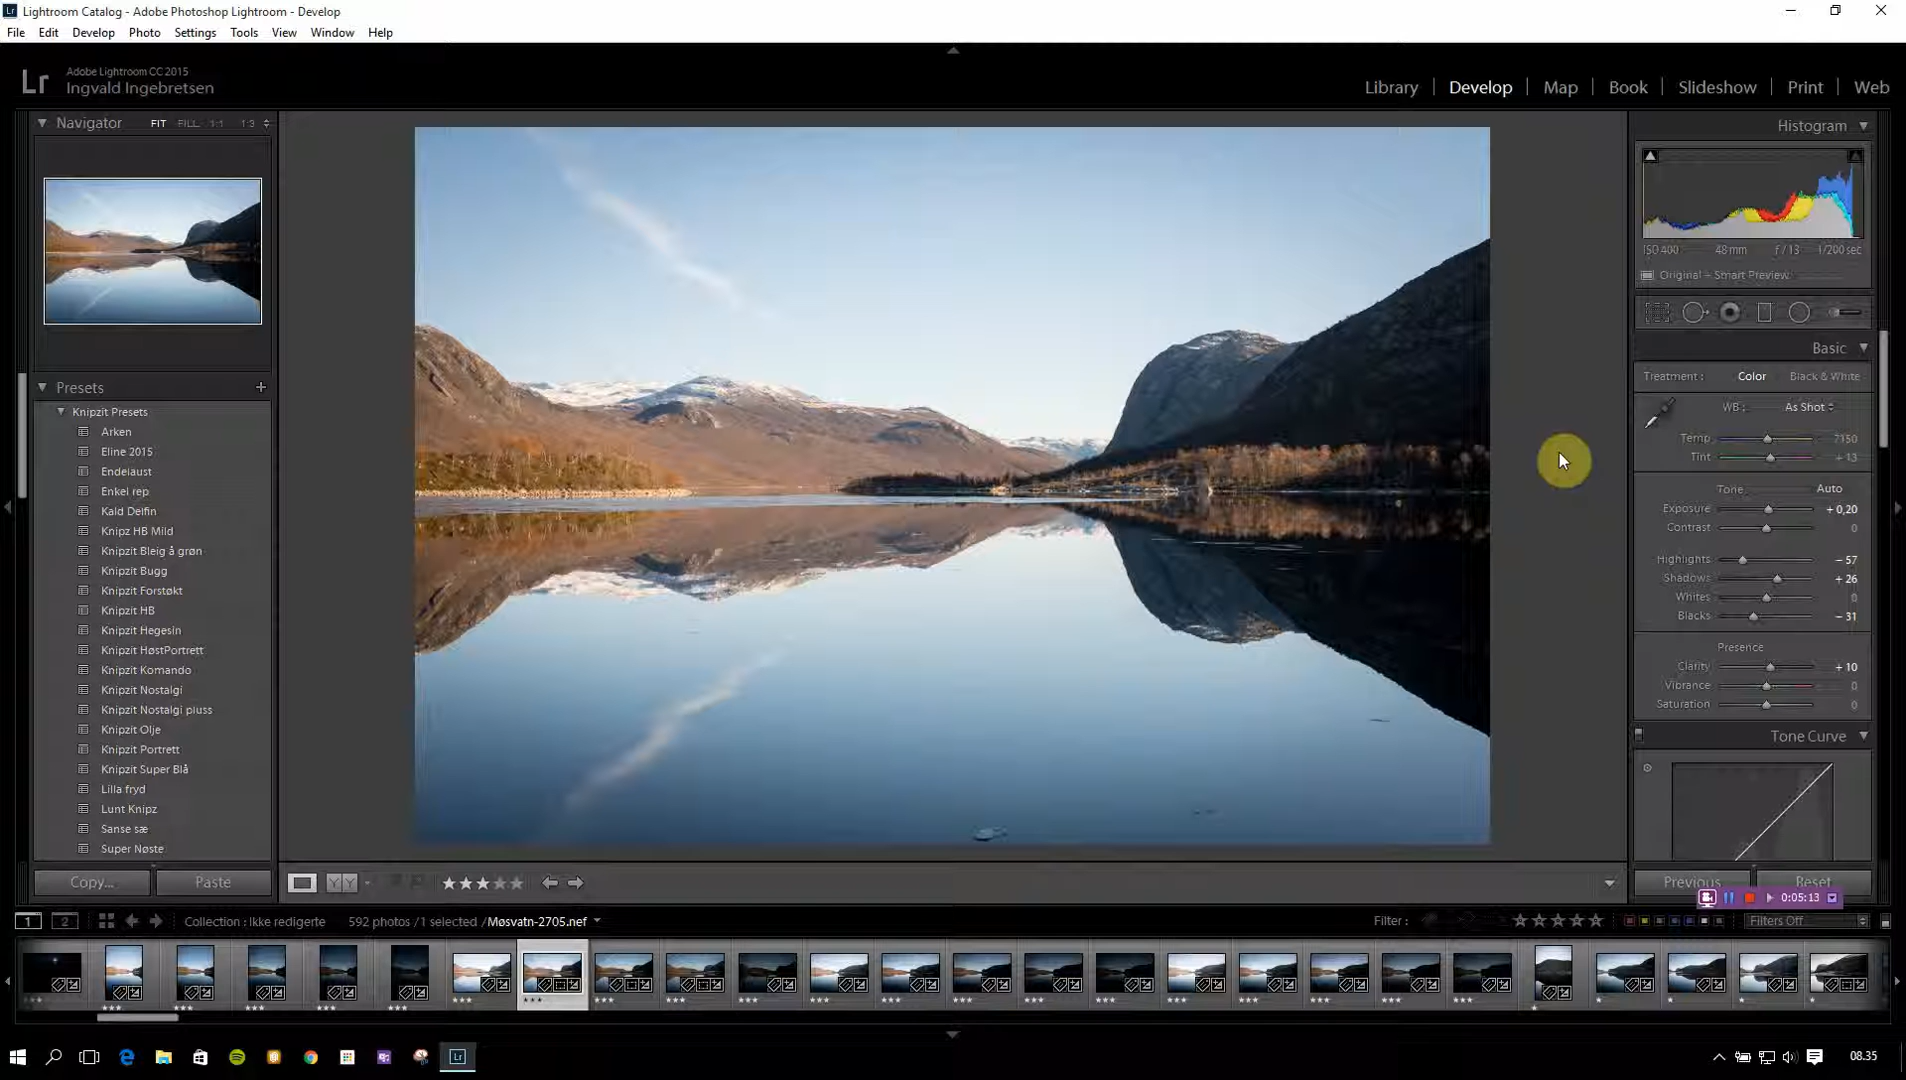 Lightroom Catalog - Adobe Photoshop Lightroom - Develop
File Edit Develop Photo Settings Tools View Window Help
Adobe Lightroom CC 2015
Lr Ingvald Ingebretsen
Library Develop Map Book Slideshow Print Web
Navigator FIT FILL 1:1 1:3
Presets +
Knipzit Presets
Arken
Eline 2015
Endeiaust
Enkel rep
Kald Delfin
Knipz HB Mild
Knipzit Bleig å grøn
Knipzit Bugg
Knipzit Forstøkt
Knipzit HB
Knipzit Hegesin
Knipzit HøstPortrett
Knipzit Komando
Knipzit Nostalgi
Knipzit Nostalgi pluss
Knipzit Olje
Knipzit Portrett
Knipzit Super Blå
Lilla fryd
Lunt Knipz
Sanse sæ
Super Nøste
Copy... Paste
Histogram
ISO 400 48 mm f / 13 1/200 sec
Original - Smart Preview
Basic
Treatment : Color Black & White
WB : As Shot
Temp 7150
Tint + 13
Tone Auto
Exposure + 0,20
Contrast 0
Highlights - 57
Shadows + 26
Whites 0
Blacks - 31
Presence
Clarity + 10
Vibrance 0
Saturation 0
Tone Curve
Previous Reset
0:05:13
1 2 Collection : Ikke redigerte 592 photos / 1 selected / Møsvatn-2705.nef Filter : Filters Off
Lr 08.35